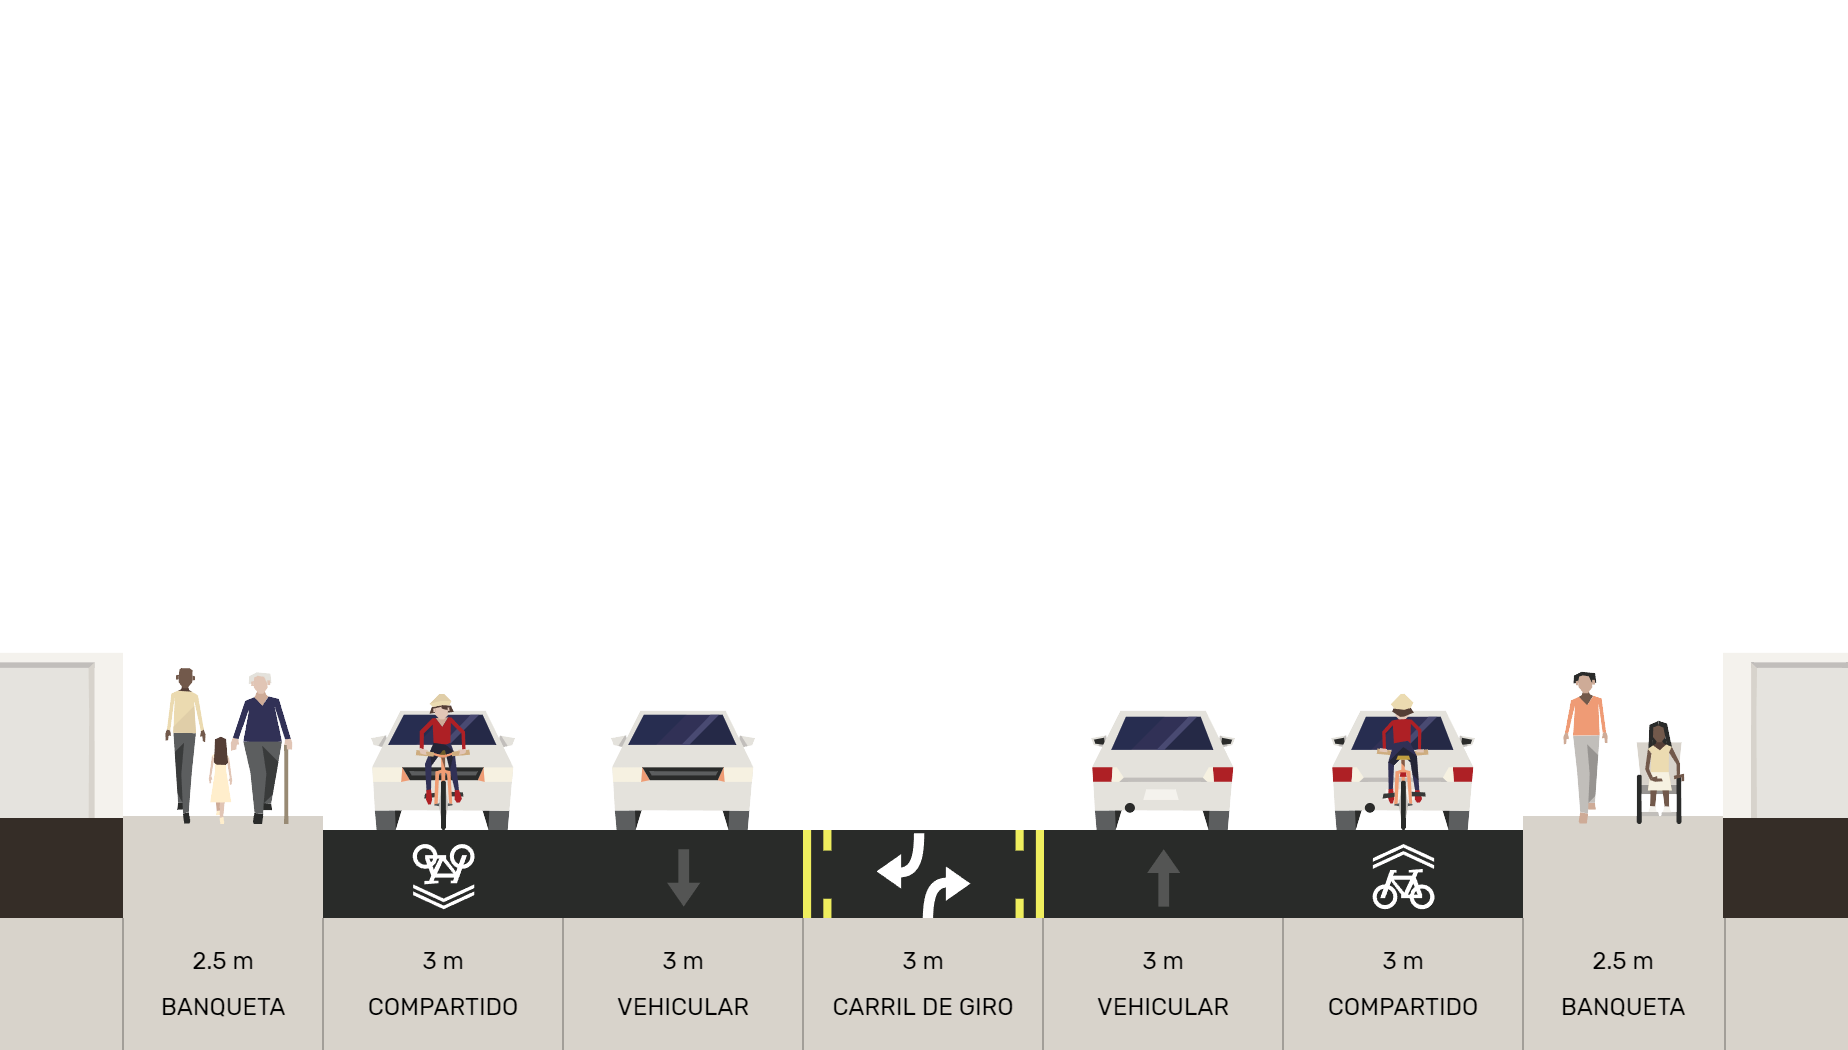 2.5 m
BANQUETA
3 m
COMPARTIDO
3 m
VEHICULAR
3 m
CARRIL DE GIRO
3 m
VEHICULAR
3 m
COMPARTIDO
2.5 m
BANQUETA